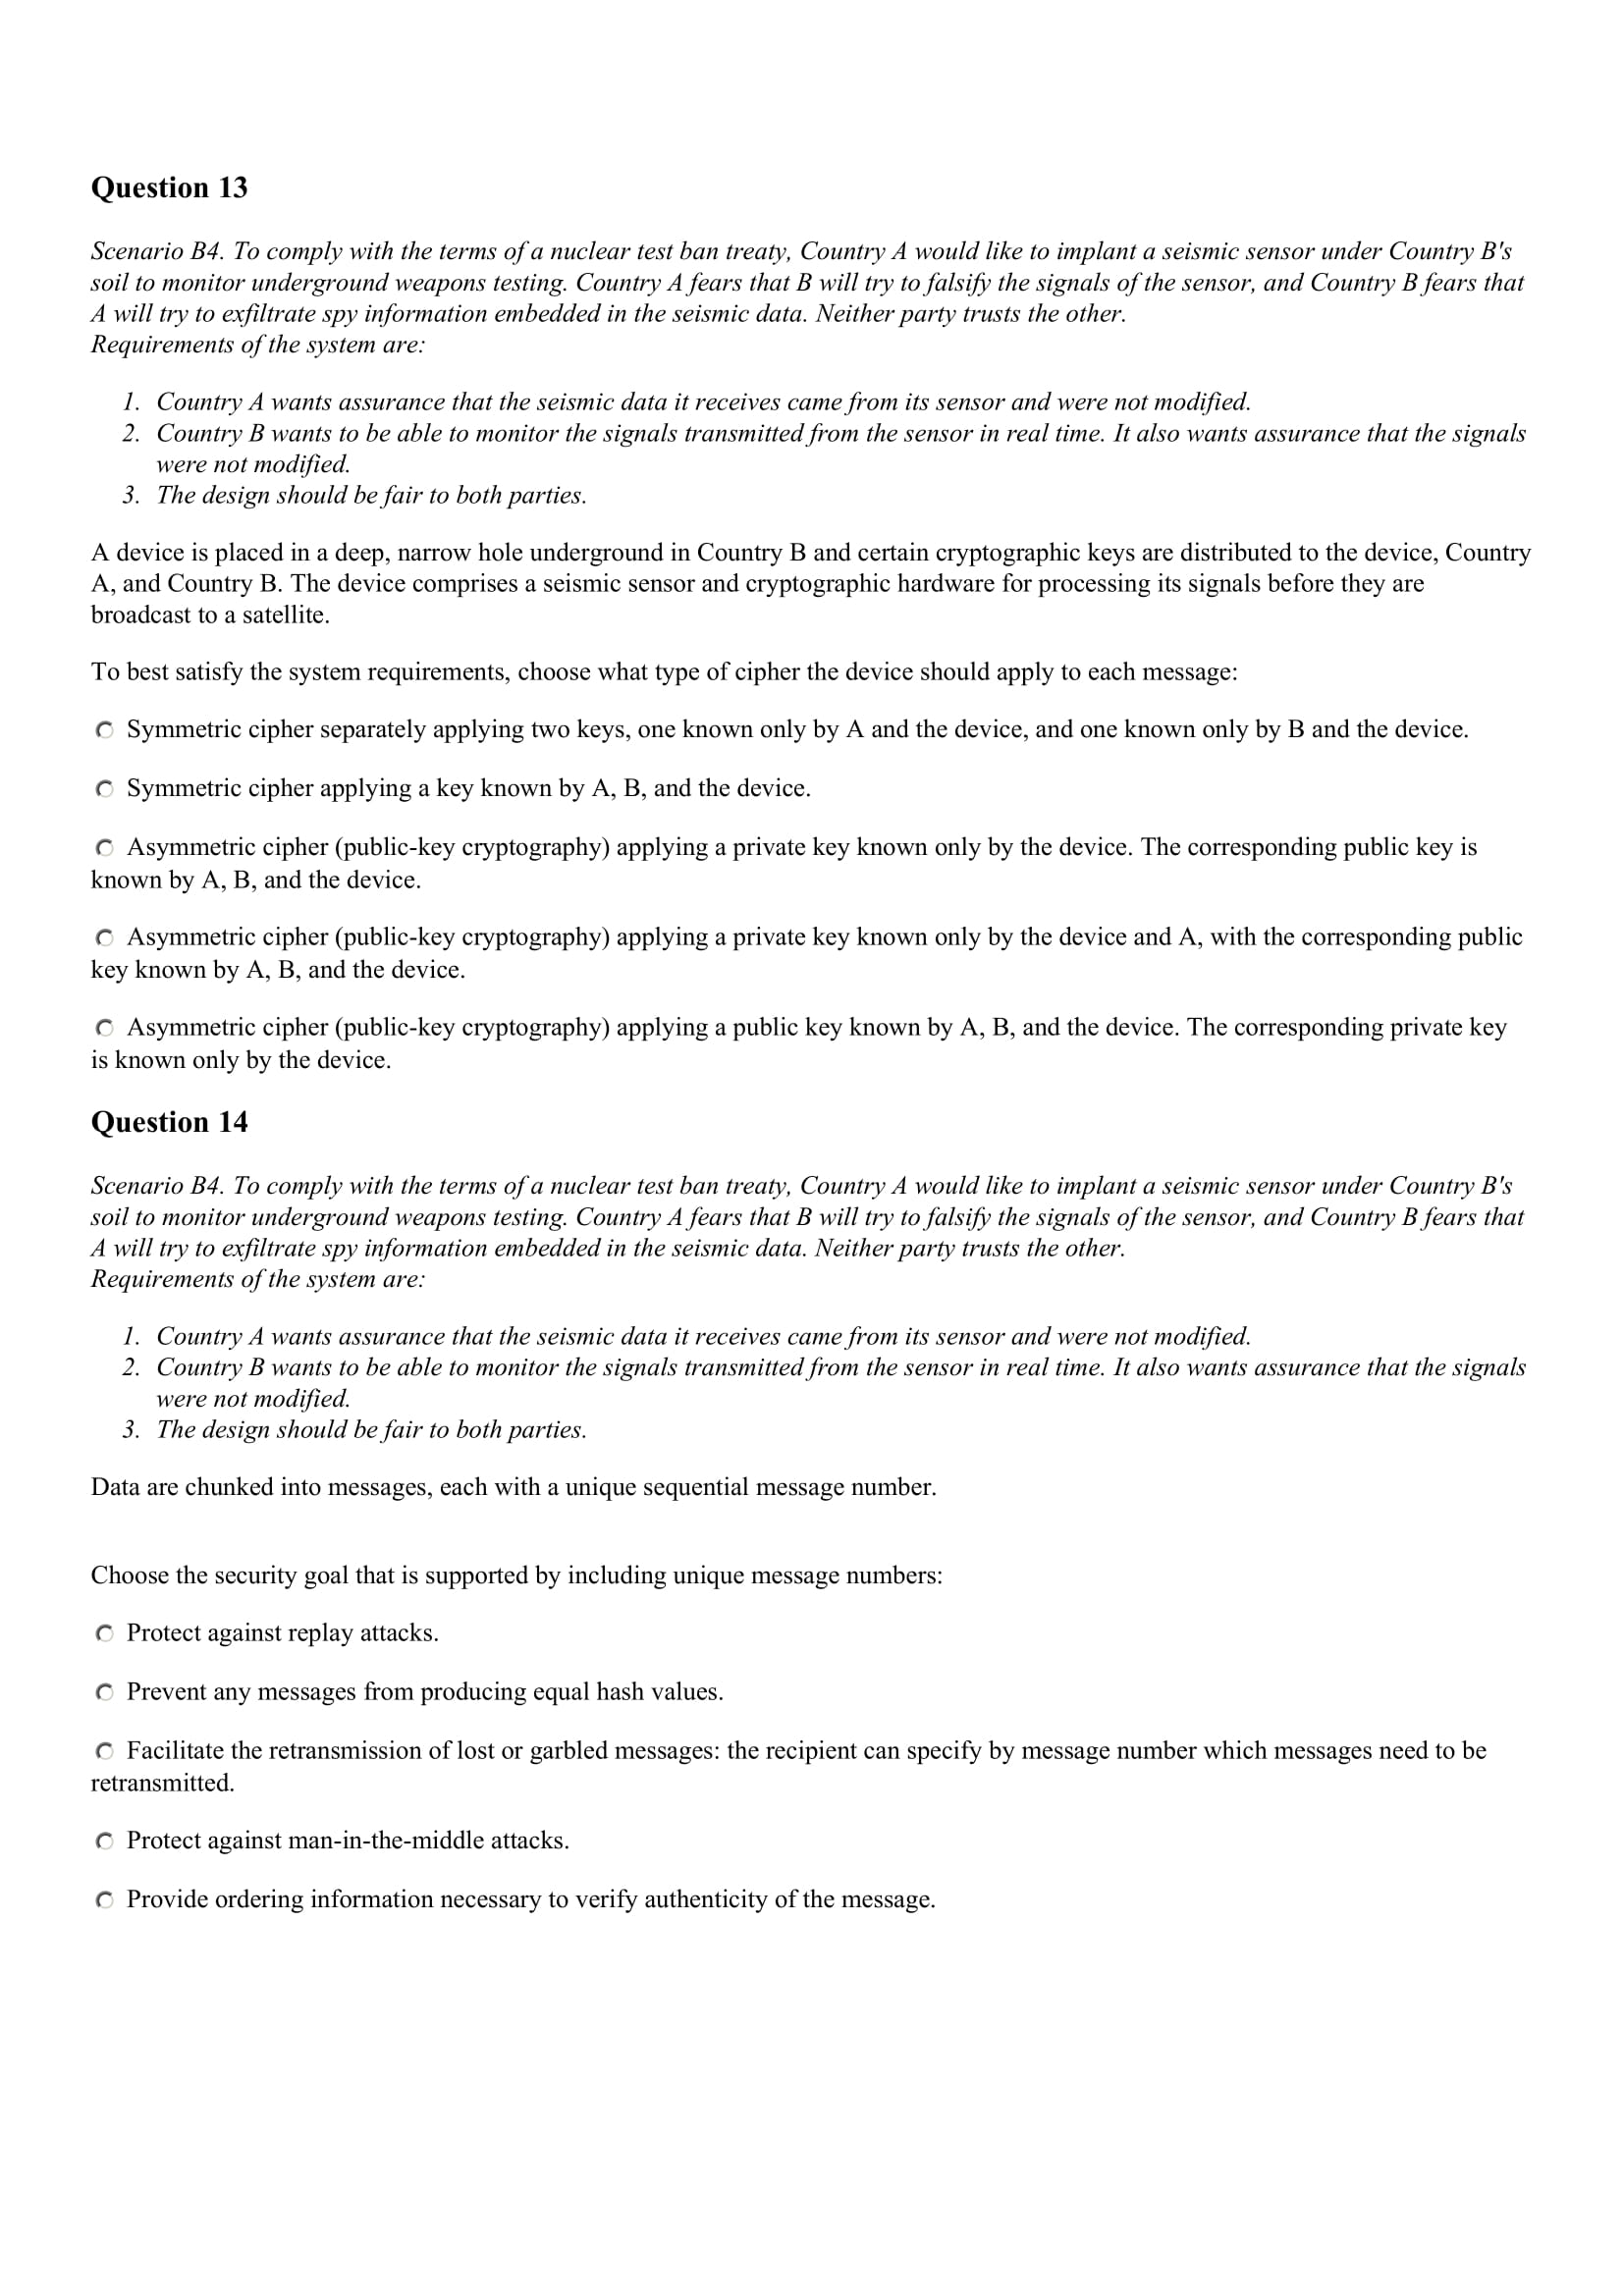 Question 13
Scenario B4. To comply with the terms of a nuclear test ban treaty, Country A would like to implant a seismic sensor under Country B's
soil to monitor underground weapons testing. Country A fears that B will try to falsify the signals of the sensor, and Country B fears that
A will try to exfiltrate spy information embedded in the seismic data. Neither party trusts the other.
Requirements of the system are:
1. Country A wants assurance that the seismic data it receives came from its sensor and were not modified.
2. Country B wants to be able to monitor the signals transmitted from the sensor in real time. It also wants assurance that the signals
were not modified.
3. The design should be fair to both parties.
A device is placed in a deep, narrow hole underground in Country B and certain cryptographic keys are distributed to the device, Country
A, and Country B. The device comprises a seismic sensor and cryptographic hardware for processing its signals before they are
broadcast to a satellite.
To best satisfy the system requirements, choose what type of cipher the device should apply to each message:
Symmetric cipher separately applying two keys, one known only by A and the device, and one known only by B and the device.
Symmetric cipher applying a key known by A, B, and the device.
Asymmetric cipher (public-key cryptography) applying a private key known only by the device. The corresponding public key is
known by A, B, and the device.
Asymmetric cipher (public-key cryptography) applying a private key known only by the device and A, with the corresponding public
key known by A, B, and the device.
Asymmetric cipher (public-key cryptography) applying a public key known by A, B, and the device. The corresponding private key
is known only by the device.
Question 14
Scenario B4. To comply with the terms of a nuclear test ban treaty, Country A would like to implant a seismic sensor under Country B's
soil to monitor underground weapons testing. Country A fears that B will try to falsify the signals of the sensor, and Country B fears that
A will try to exfiltrate spy information embedded in the seismic data. Neither party trusts the other.
Requirements of the system are:
1. Country A wants assurance that the seismic data it receives came from its sensor and were not modified.
2. Country B wants to be able to monitor the signals transmitted from the sensor in real time. It also wants assurance that the signals
were not modified.
3. The design should be fair to both parties.
Data are chunked into messages, each with a unique sequential message number.
Choose the security goal that is supported by including unique message numbers:
Protect against replay attacks.
Prevent any messages from producing equal hash values.
Facilitate the retransmission of lost or garbled messages: the recipient can specify by message number which messages need to be
retransmitted.
Protect against man-in-the-middle attacks.
Provide ordering information necessary to verify authenticity of the message.